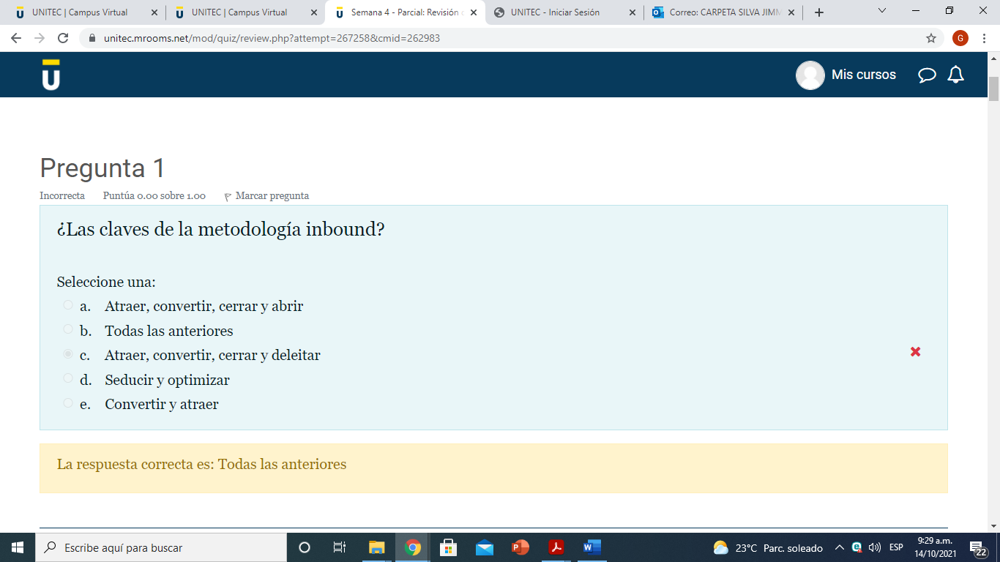 UNITEC | Campus Virtual
UNITEC | Campus Virtual
Semana 4 - Parcial: Revisión
UNITEC - Iniciar Sesión
Correo: CARPETA SILVA JIMM
unitec.mrooms.net/mod/quiz/review.php?attempt=267258&cmid=262983
G
Mis cursos
Pregunta 1
Incorrecta Puntúa 0.00 sobre 1.00 Marcar pregunta
¿Las claves de la metodología inbound?
Seleccione una:
a. Atraer, convertir, cerrar y abrir
b. Todas las anteriores
c. Atraer, convertir, cerrar y deleitar
d. Seducir y optimizar
e. Convertir y atraer
La respuesta correcta es: Todas las anteriores
Escribe aquí para buscar
23°C Parc. soleado
ESP
9:29 a.m.
14/10/2021
22